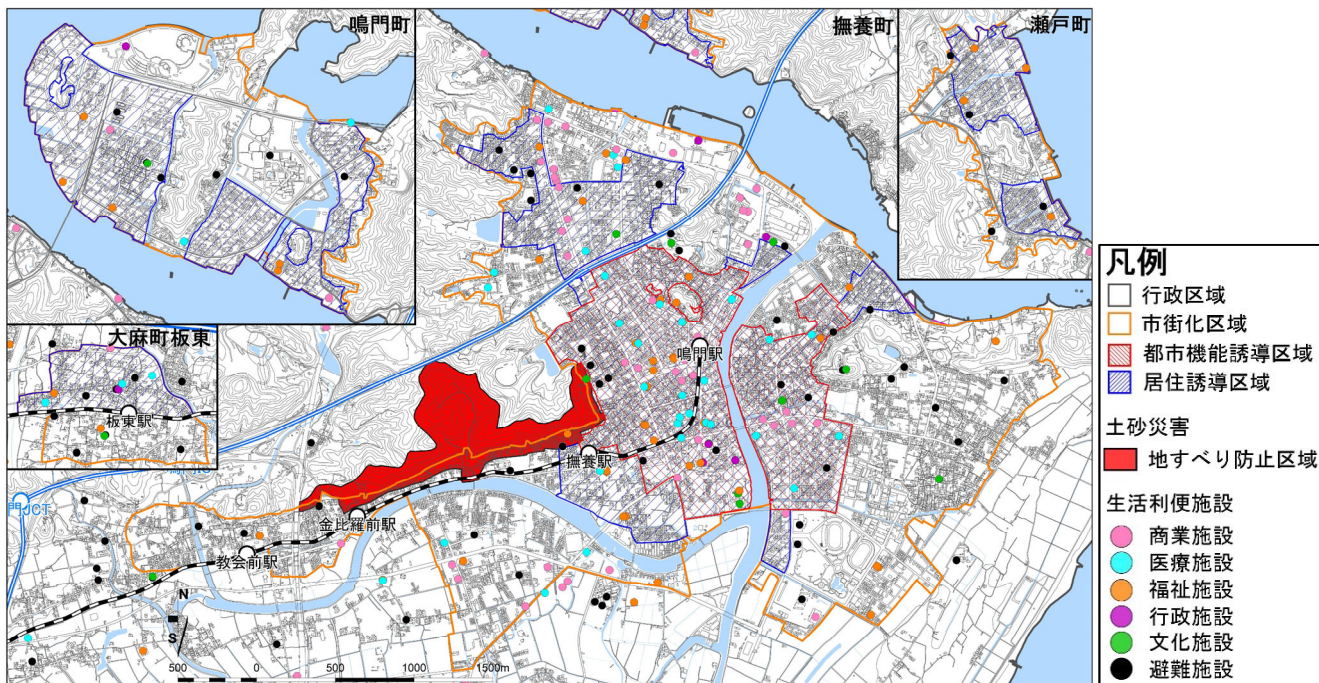 鳴門町
撫養町
瀬戸町
大麻町板東
板東駅
鳴門駅
撫養駅
金比羅前駅
教会前駅
JCT
N
S
500 0 500 1000 1500m
凡例
行政区域
市街化区域
都市機能誘導区域
居住誘導区域
土砂災害
地すべり防止区域
生活利便施設
商業施設
医療施設
福祉施設
行政施設
文化施設
避難施設